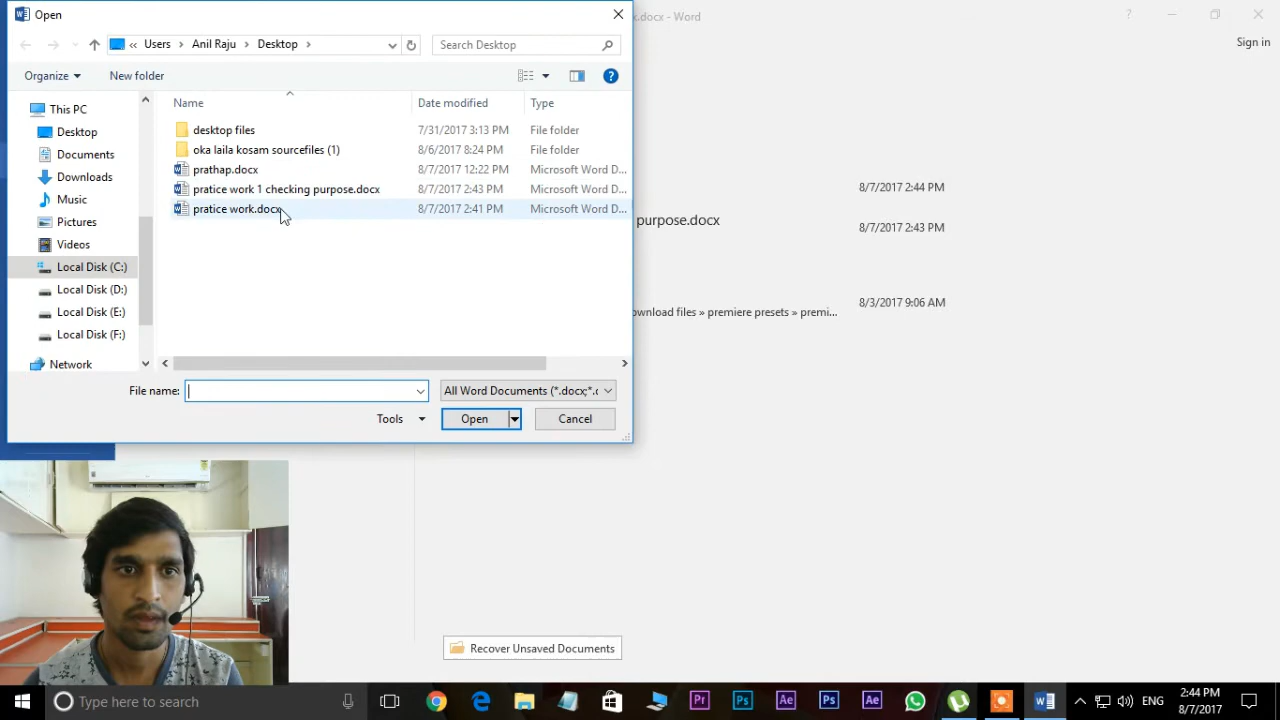 Open
.docx - Word
?
Sign in
« Users > Anil Raju > Desktop >
Search Desktop
Organize
New folder
Name
Date modified
Type
This PC
Desktop
Documents
Downloads
Music
Pictures
Videos
Local Disk (C:)
Local Disk (D:)
Local Disk (E:)
Local Disk (F:)
Network
desktop files 7/31/2017 3:13 PM File folder
oka laila kosam sourcefiles (1) 8/6/2017 8:24 PM File folder
prathap.docx 8/7/2017 12:22 PM Microsoft Word D...
pratice work 1 checking purpose.docx 8/7/2017 2:43 PM Microsoft Word D...
pratice work.docx 8/7/2017 2:41 PM Microsoft Word D...
File name:
All Word Documents (*.docx;*.c
Tools
Open
Cancel
8/7/2017 2:44 PM
purpose.docx
8/7/2017 2:43 PM
8/3/2017 9:06 AM
ownload files » premiere presets » premi...
Recover Unsaved Documents
Type here to search
Pr
Ps
Ae
Ps
Ae
ENG
2:44 PM
8/7/2017